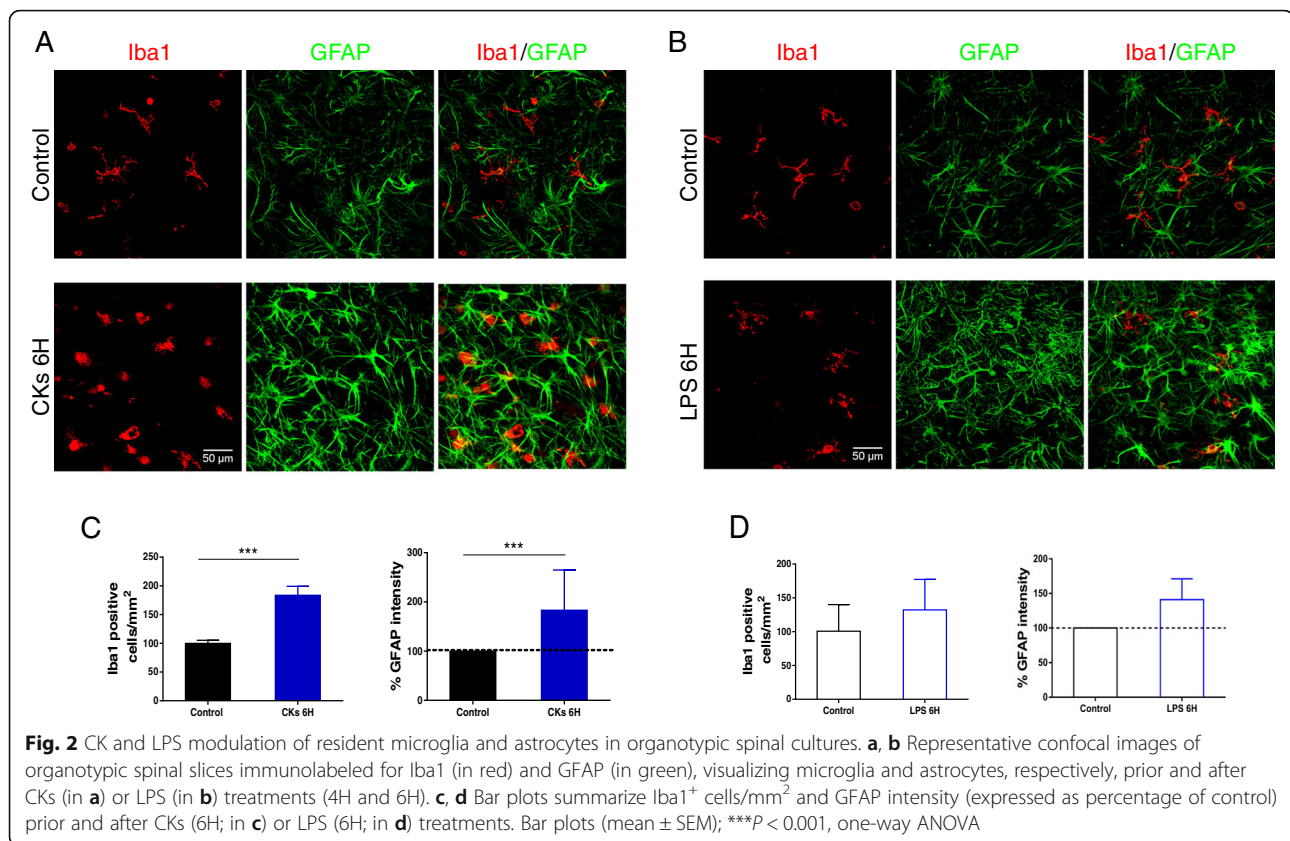 A
Iba1 GFAP Iba1/GFAP
Control
CKs 6H
50 µm
B
Iba1 GFAP Iba1/GFAP
Control
LPS 6H
50 µm
C
Iba1 positive
cells/mm²
250
200
150
100
50
0
***
Control CKs 6H
% GFAP intensity
300
200
100
0
***
Control CKs 6H
D
Iba1 positive
cells/mm²
200
150
100
50
0
Control LPS 6H
% GFAP intensity
200
150
100
50
0
Control LPS 6H
Fig. 2 CK and LPS modulation of resident microglia and astrocytes in organotypic spinal cultures. a, b Representative confocal images of
organotypic spinal slices immunolabeled for Iba1 (in red) and GFAP (in green), visualizing microglia and astrocytes, respectively, prior and after
CKs (in a) or LPS (in b) treatments (4H and 6H). c, d Bar plots summarize Iba1⁺ cells/mm² and GFAP intensity (expressed as percentage of control)
prior and after CKs (6H; in c) or LPS (6H; in d) treatments. Bar plots (mean ± SEM); ***P < 0.001, one-way ANOVA